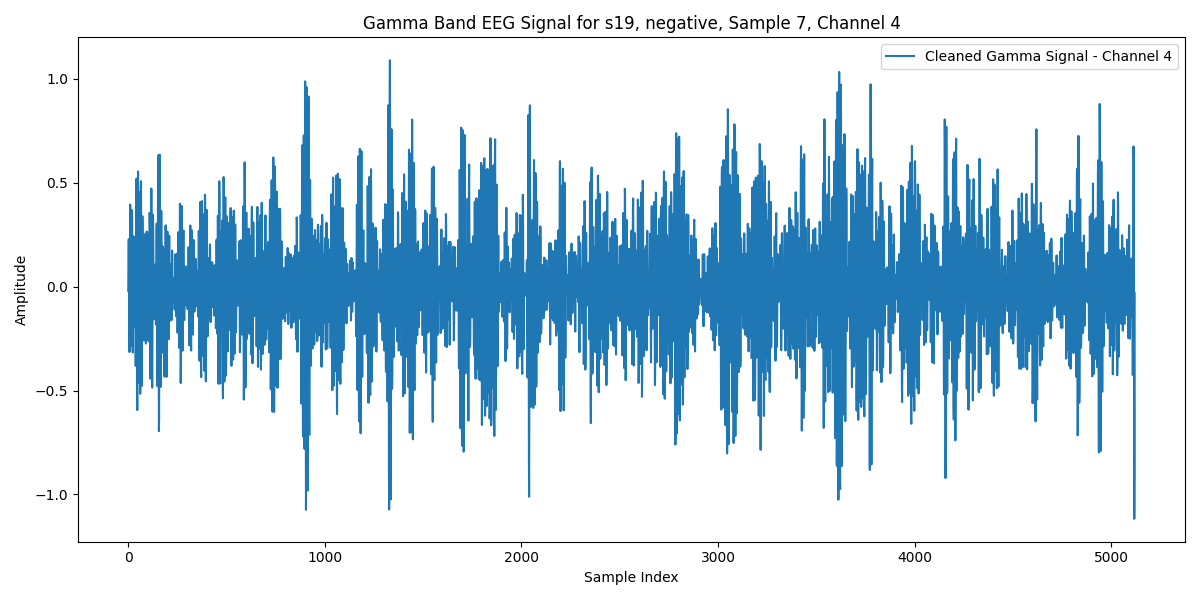 Gamma Band EEG Signal for s19, negative, Sample 7, Channel 4
Cleaned Gamma Signal - Channel 4
1.0
0.5
0.0
−0.5
−1.0
Amplitude
0 1000 2000 3000 4000 5000
Sample Index